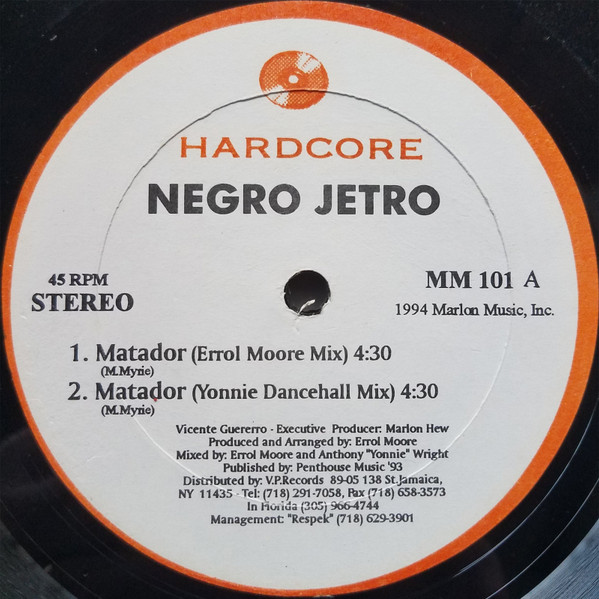 HARDCORE
NEGRO JETRO
45 RPM
STEREO
MM 101 A
1994 Marlon Music, Inc.
1. Matador (Errol Moore Mix) 4:30
(M.Myrie)
2. Matador (Yonnie Dancehall Mix) 4:30
(M.Myrie)
Vicente Guererro - Executive Producer: Marlon Hew
Produced and Arranged by: Errol Moore
Mixed by: Errol Moore and Anthony "Yonnie" Wright
Published by: Penthouse Music '93
Distributed by: V.P.Records 89-05 138 St.Jamaica,
NY 11435 - Tel: (718) 291-7058, Fax (718) 658-3573
In Florida (305) 966-4744
Management: "Respek" (718) 629-3901